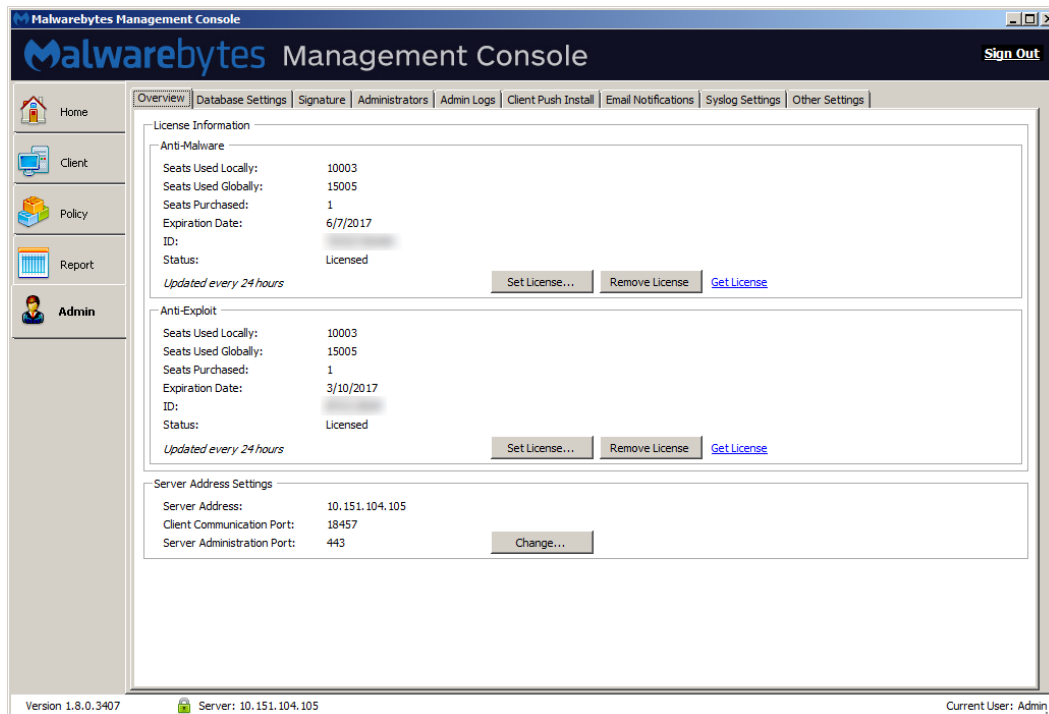 Malwarebytes Management Console
Malwarebytes Management Console
Sign Out
Home
Client
Policy
Report
Admin
Overview Database Settings Signature Administrators Admin Logs Client Push Install Email Notifications Syslog Settings Other Settings
License Information
Anti-Malware
Seats Used Locally: 10003
Seats Used Globally: 15005
Seats Purchased: 1
Expiration Date: 6/7/2017
ID:
Status: Licensed
Updated every 24 hours Set License... Remove License Get License
Anti-Exploit
Seats Used Locally: 10003
Seats Used Globally: 15005
Seats Purchased: 1
Expiration Date: 3/10/2017
ID:
Status: Licensed
Updated every 24 hours Set License... Remove License Get License
Server Address Settings
Server Address: 10.151.104.105
Client Communication Port: 18457
Server Administration Port: 443 Change...
Version 1.8.0.3407 Server: 10.151.104.105 Current User: Admin